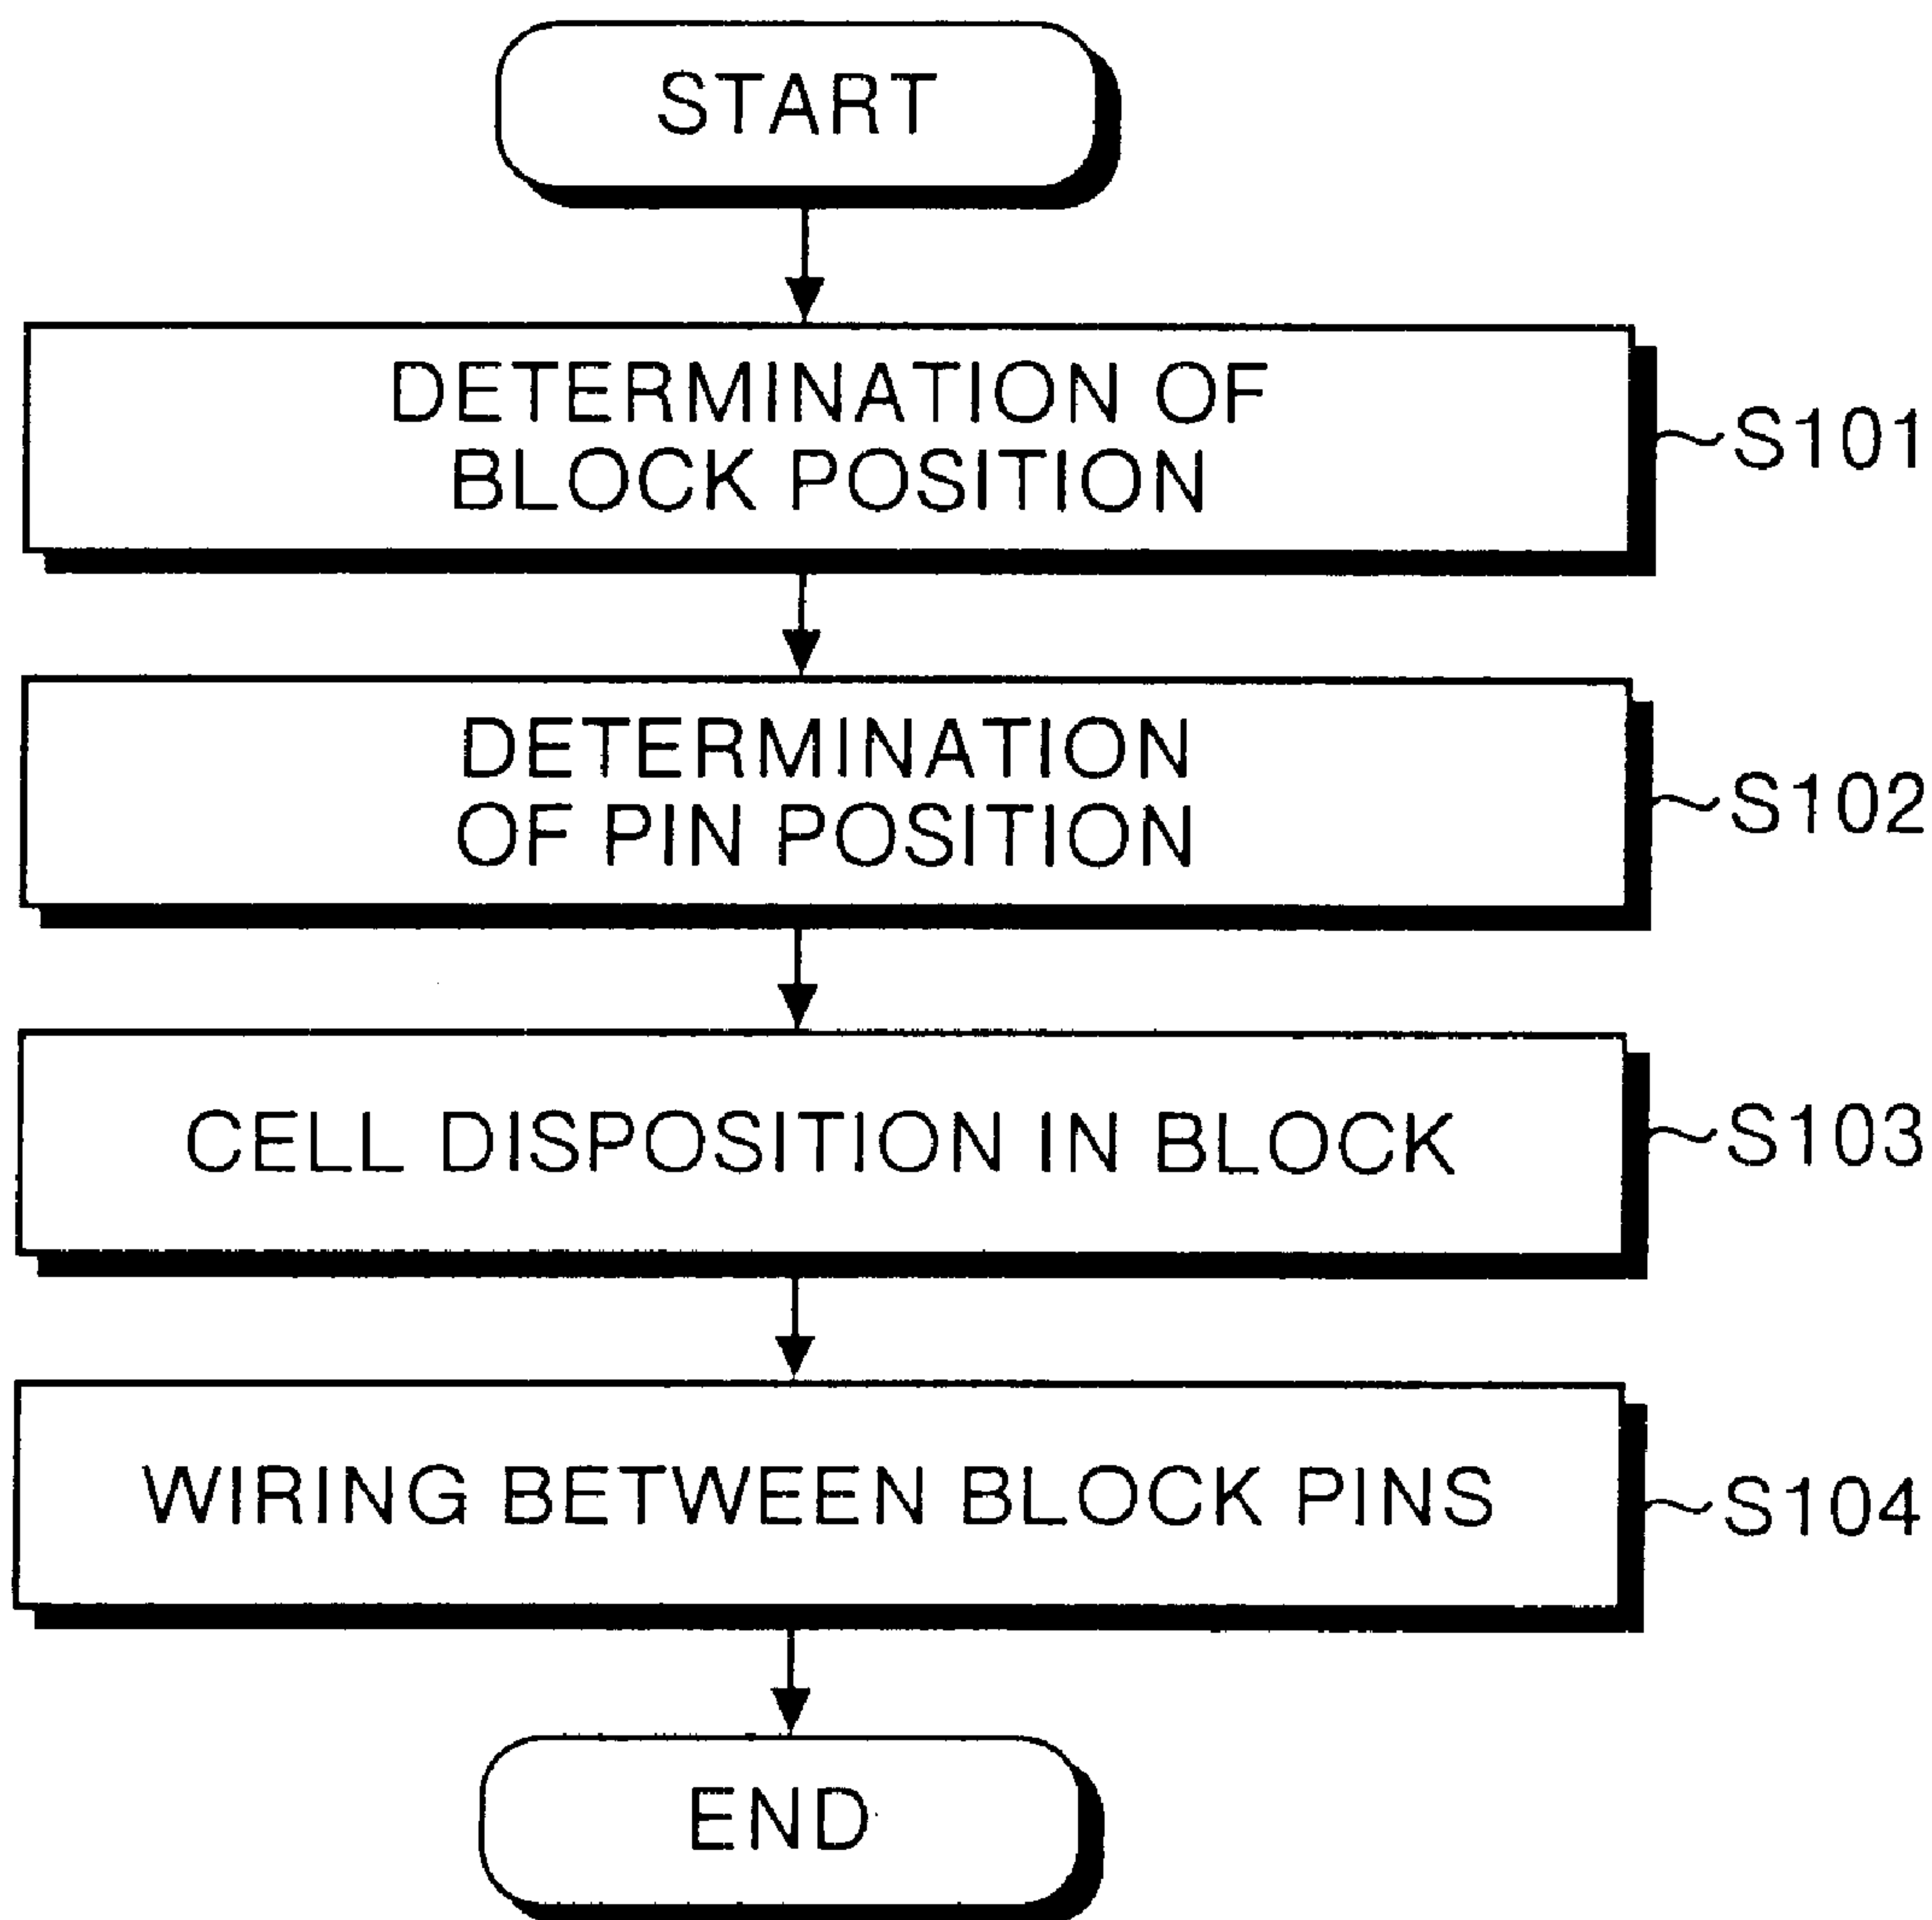 START
DETERMINATION OF
BLOCK POSITION
S101
DETERMINATION
OF PIN POSITION
S102
CELL DISPOSITION IN BLOCK
S103
WIRING BETWEEN BLOCK PINS
S104
END